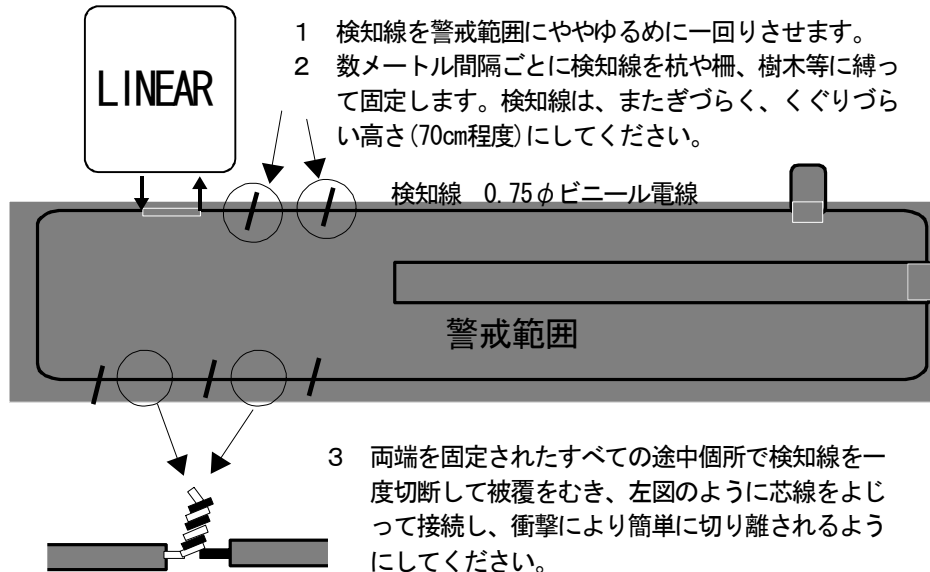 LINEAR
1 検知線を警戒範囲にややゆるめに一回りさせます。
2 数メートル間隔ごとに検知線を杭や柵、樹木等に縛っ
て固定します。検知線は、またぎづらく、くぐりづら
い高さ(70cm程度)にしてください。
検知線 0.75φビニール電線
警戒範囲
3 両端を固定されたすべての途中個所で検知線を一
度切断して被覆をむき、左図のように芯線をよじ
って接続し、衝撃により簡単に切り離されるよう
にしてください。